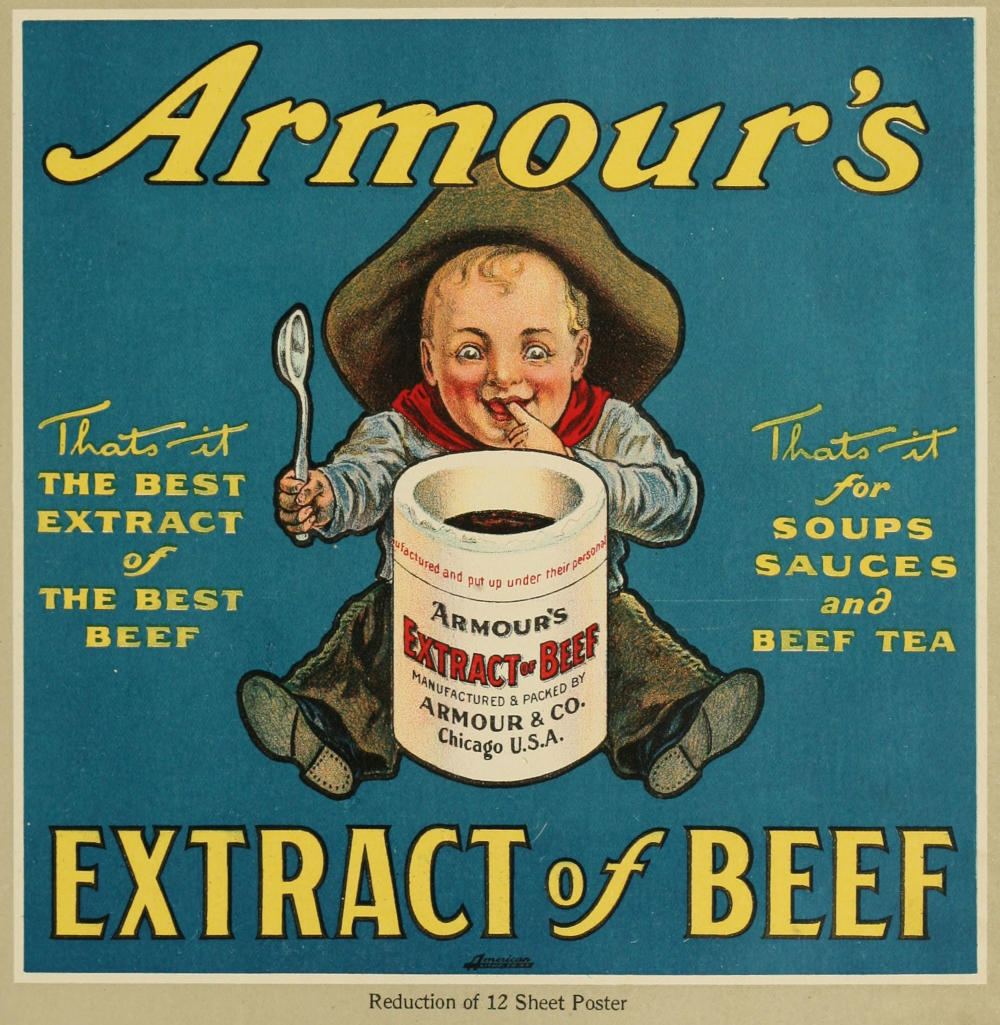 Armour's
Thats-it
THE BEST
EXTRACT
of
THE BEST
BEEF
Thats-it
for
SOUPS
SAUCES
and
BEEF TEA
ufactured and put up under their personal
ARMOUR'S
EXTRACT OF BEEF
MANUFACTURED & PACKED BY
ARMOUR & CO.
Chicago U.S.A.
EXTRACT of BEEF
American
Reduction of 12 Sheet Poster